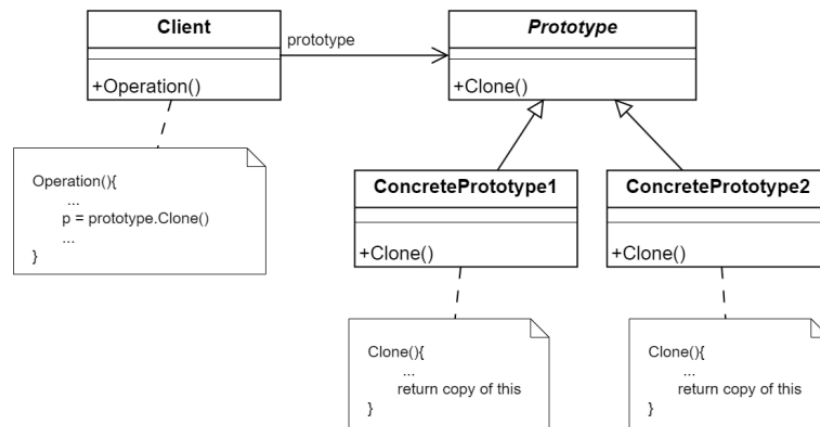 Client
+Operation()
prototype
Prototype
+Clone()
Operation(){
...
p = prototype.Clone()
...
}
ConcretePrototype1
+Clone()
ConcretePrototype2
+Clone()
Clone(){
...
return copy of this
}
Clone(){
...
return copy of this
}